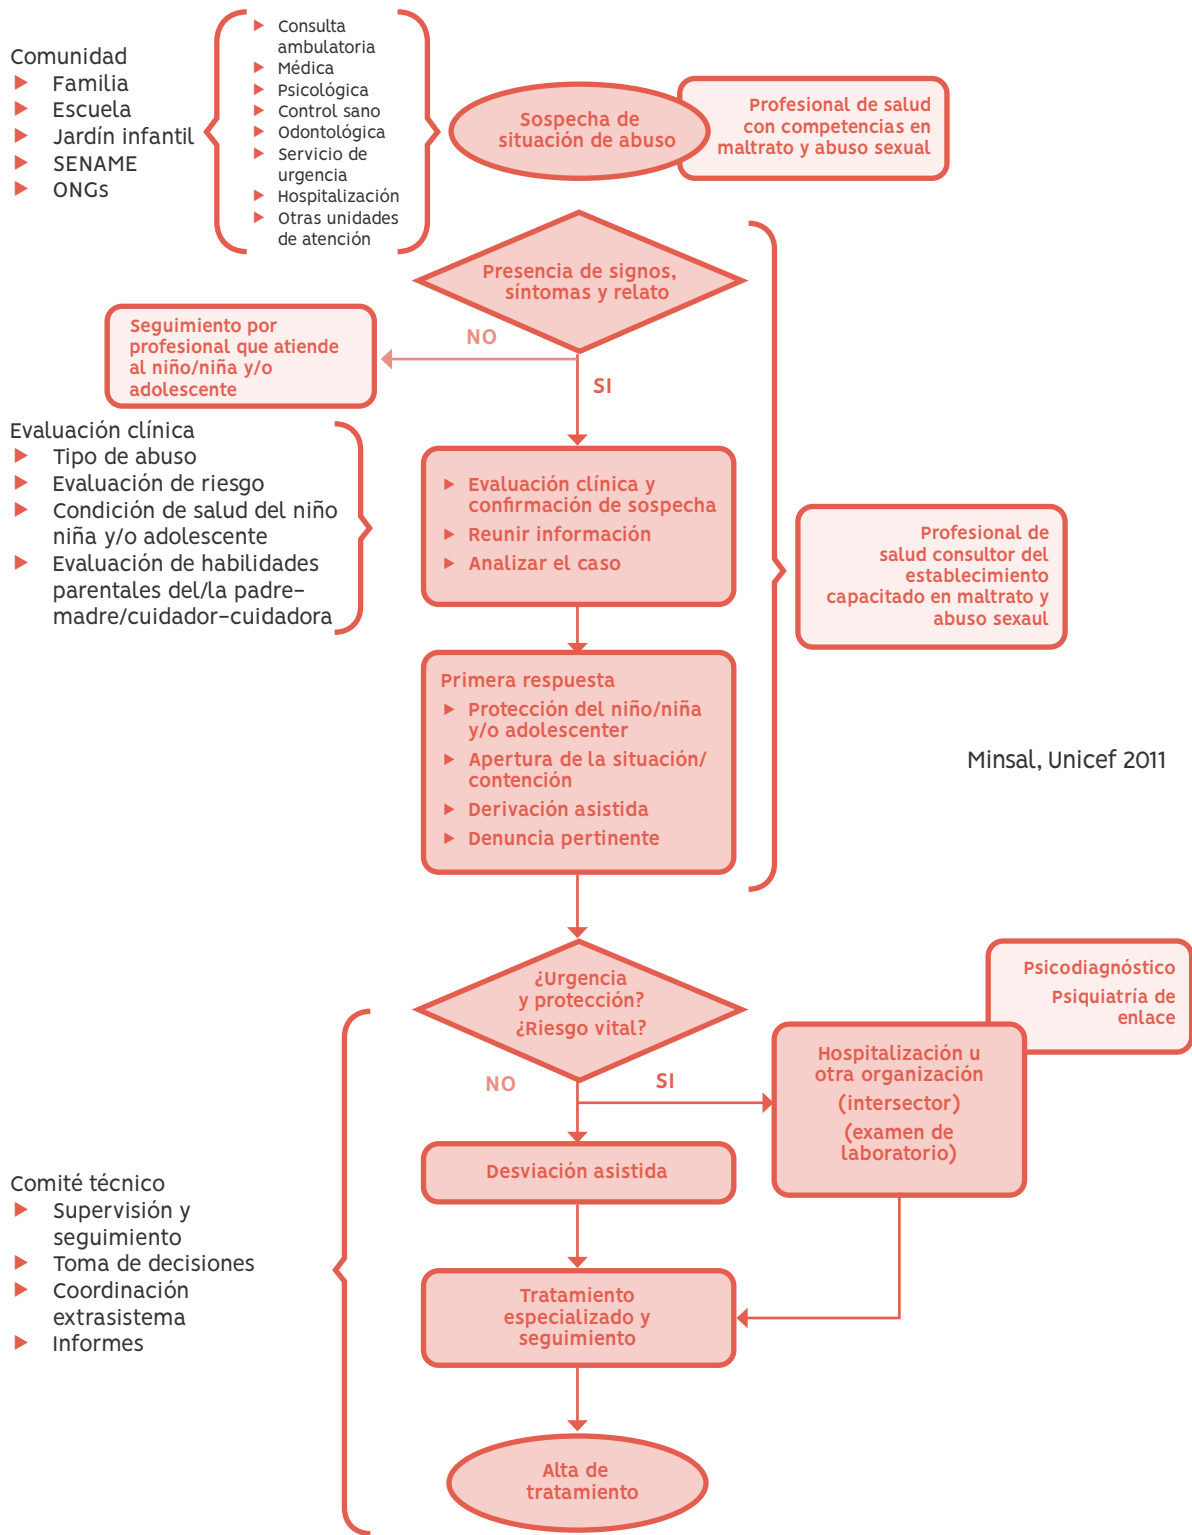 Comunidad
Familia
Escuela
Jardín infantil
SENAME
ONGs
Consulta
ambulatoria
Médica
Psicológica
Control sano
Odontológica
Servicio de
urgencia
Hospitalización
Otras unidades
de atención
Sospecha de
situación de abuso
Profesional de salud
con competencias en
maltrato y abuso sexual
Presencia de signos,
síntomas y relato
NO
SI
Seguimiento por
profesional que atiende
al niño/niña y/o
adolescente
Evaluación clínica
Tipo de abuso
Evaluación de riesgo
Condición de salud del niño
niña y/o adolescente
Evaluación de habilidades
parentales del/la padre-
madre/cuidador-cuidadora
Evaluación clínica y
confirmación de sospecha
Reunir información
Analizar el caso
Profesional de
salud consultor del
establecimiento
capacitado en maltrato y
abuso sexaul
Primera respuesta
Protección del niño/niña
y/o adolescenter
Apertura de la situación/
contención
Derivación asistida
Denuncia pertinente
Minsal, Unicef 2011
¿Urgencia
y protección?
¿Riesgo vital?
NO
SI
Psicodiagnóstico
Psiquiatría de
enlace
Hospitalización u
otra organización
(intersector)
(examen de
laboratorio)
Desviación asistida
Comité técnico
Supervisión y
seguimiento
Toma de decisiones
Coordinación
extrasistema
Informes
Tratamiento
especializado y
seguimiento
Alta de
tratamiento